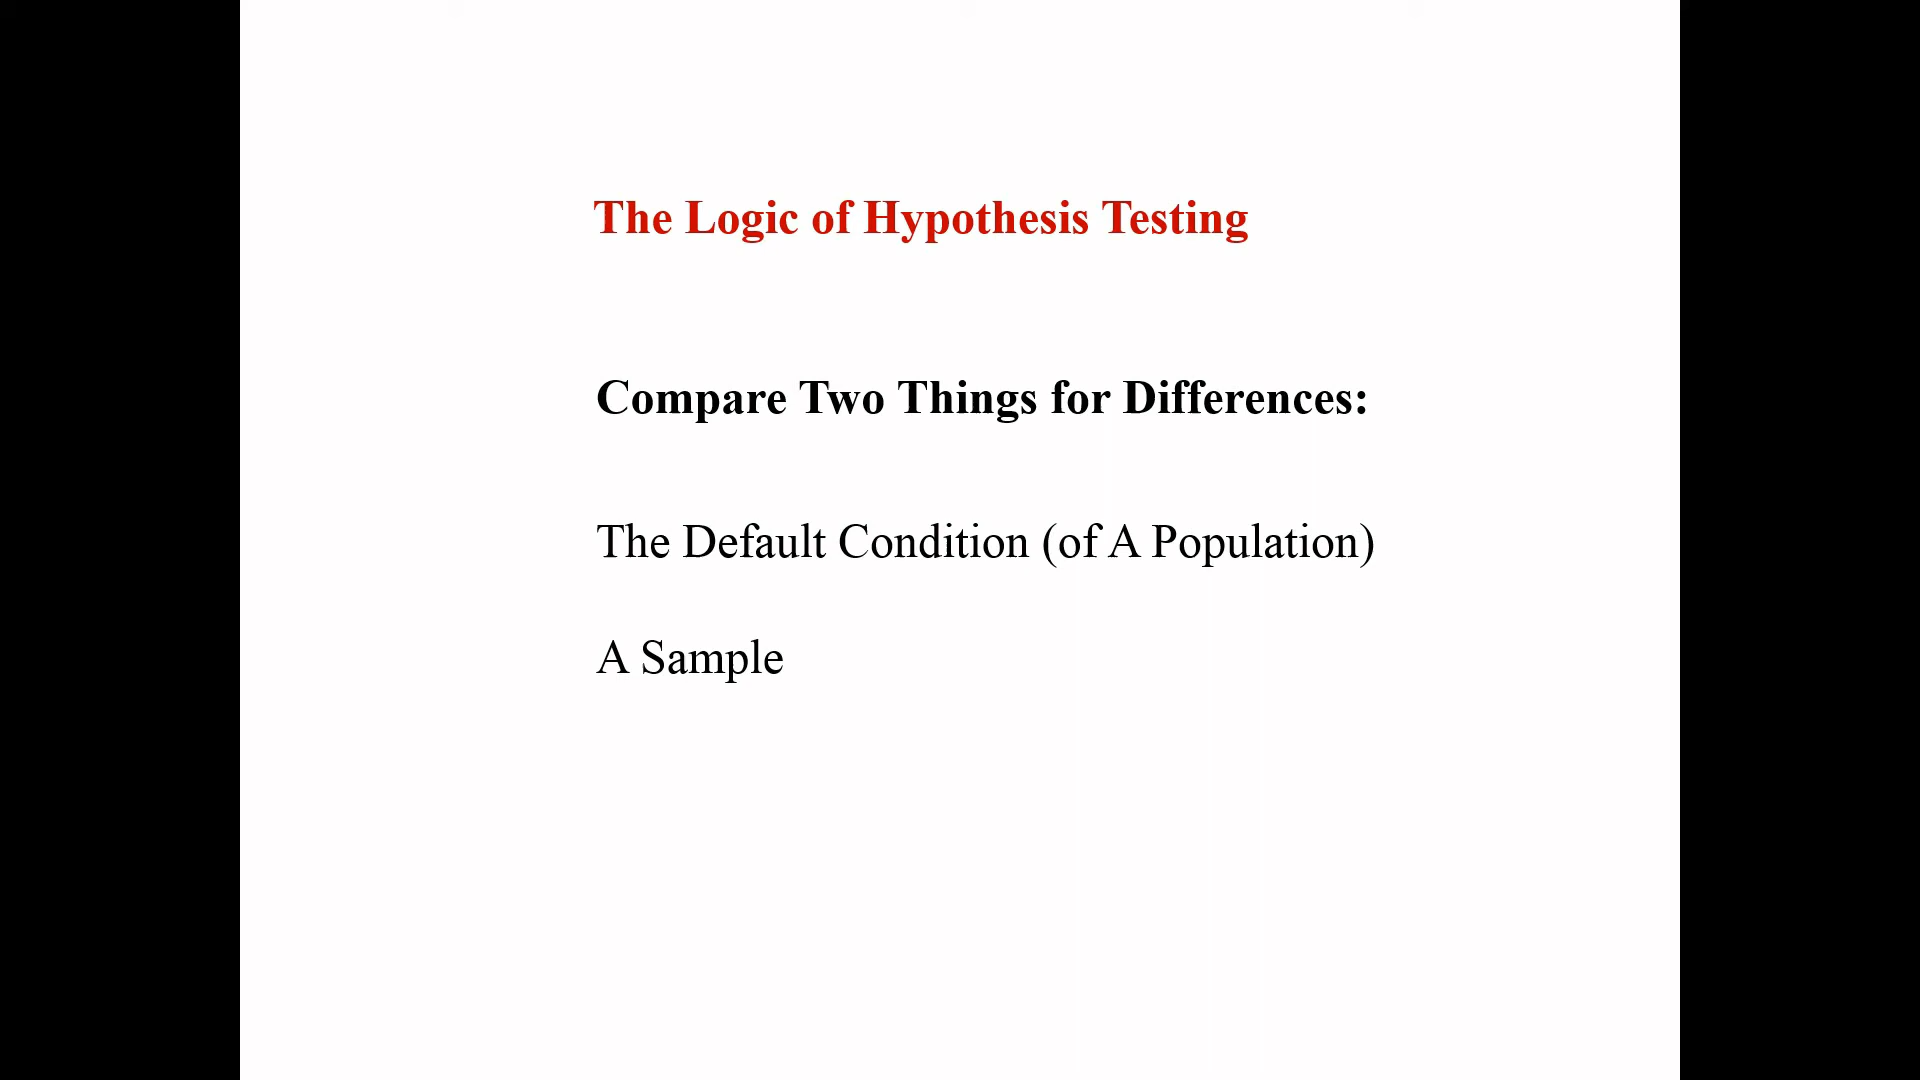 The Logic of Hypothesis Testing
Compare Two Things for Differences:
The Default Condition (of A Population)
A Sample